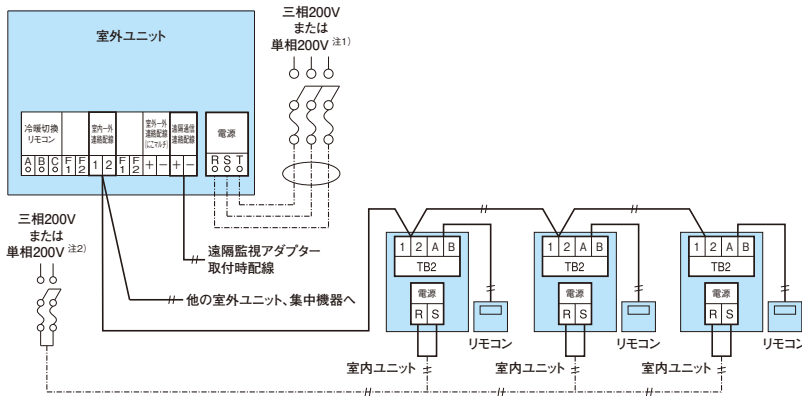 室外ユニット
三相200V
または
単相200V 注1)
冷暖切換
リモコン
室内ー外
連絡配線
室外ー外
連絡配線
(にこマルチ)
遠隔通信
連絡配線
電源
A B C F1 F2 1 2 F1 F2 + − + −
R S T
三相200V
または
単相200V 注2)
遠隔監視アダプター
取付時配線
他の室外ユニット、集中機器へ
1 2 A B
TB2
電源
R S
リモコン
室内ユニット
1 2 A B
TB2
電源
R S
リモコン
室内ユニット
1 2 A B
TB2
電源
R S
リモコン
室内ユニット